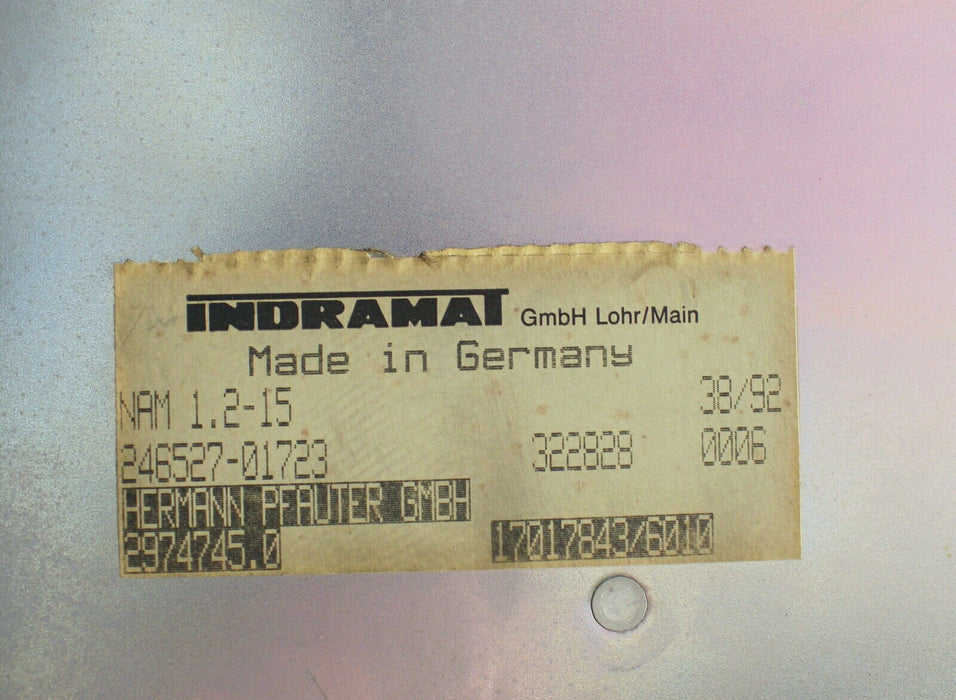 INDRAMAT GmbH Lohr/Main
Made in Germany
NAM 1.2-15 38/92
246527-01723 322828 0006
HERMANN PFAUTER GMBH
2974745.0 17017843/6010